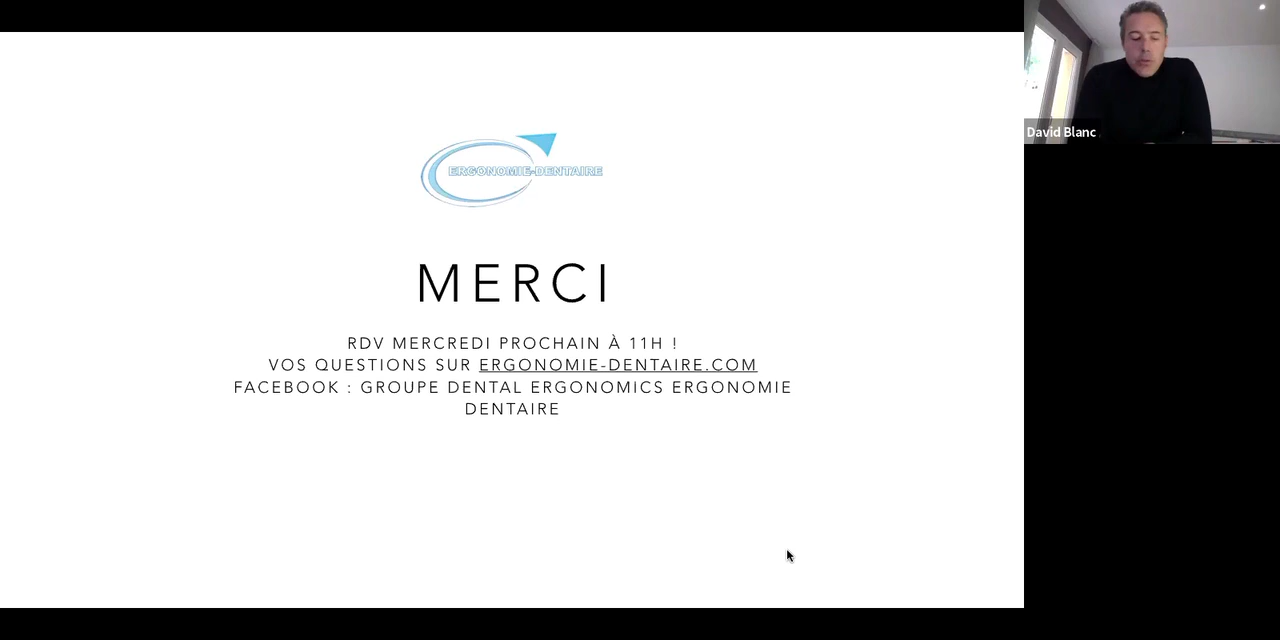 ERGONOMIE-DENTAIRE
MERCI
RDV MERCREDI PROCHAIN À 11H !
VOS QUESTIONS SUR ERGONOMIE-DENTAIRE.COM
FACEBOOK : GROUPE DENTAL ERGONOMICS ERGONOMIE
DENTAIRE
David Blanc